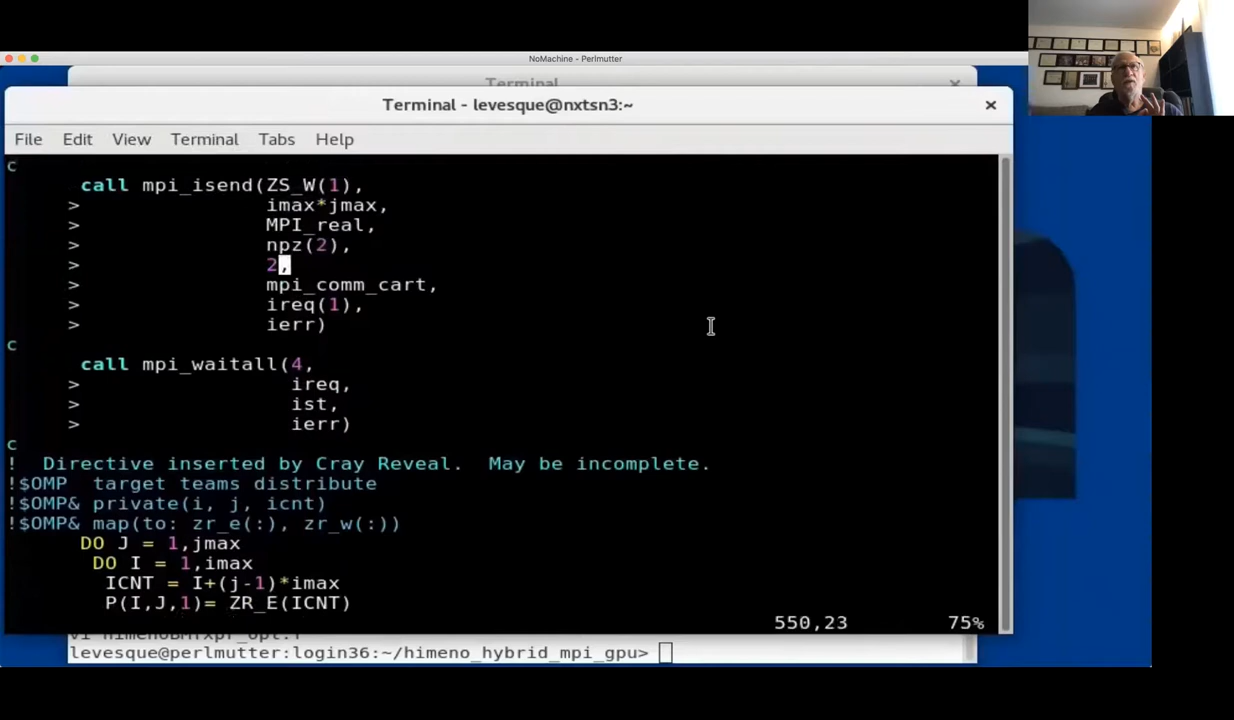 NoMachine - Perlmutter
Terminal
Terminal - levesque@nxtsn3:~
File Edit View Terminal Tabs Help
c
call mpi_isend(ZS_W(1),
> imax*jmax,
> MPI_real,
> npz(2),
> 2,
> mpi_comm_cart,
> ireq(1),
> ierr)
c
call mpi_waitall(4,
> ireq,
> ist,
> ierr)
c
! Directive inserted by Cray Reveal. May be incomplete.
!$OMP target teams distribute
!$OMP& private(i, j, icnt)
!$OMP& map(to: zr_e(:), zr_w(:))
DO J = 1,jmax
DO I = 1,imax
ICNT = I+(j-1)*imax
P(I,J,1)= ZR_E(ICNT)
550,23 75%
levesque@perlmutter:login36:~/himeno_hybrid_mpi_gpu>